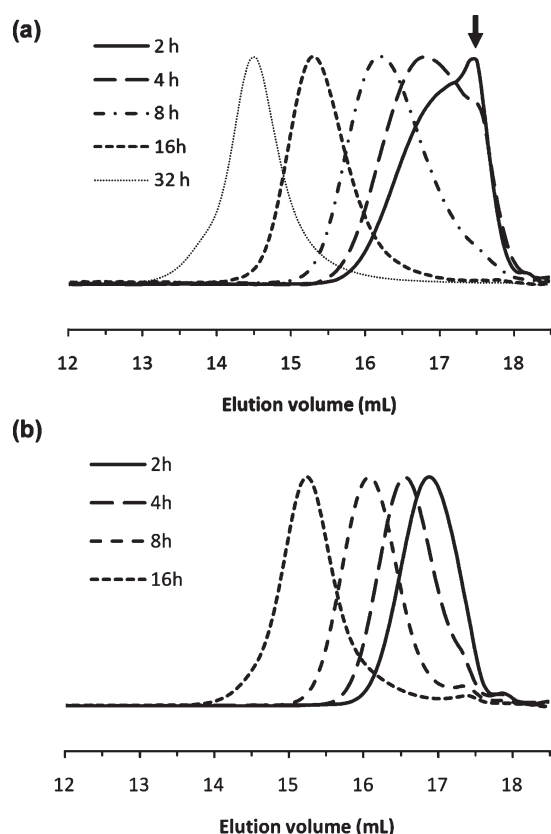 (a)
2 h
4 h
8 h
16h
32 h
12 13 14 15 16 17 18
Elution volume (mL)
(b)
2h
4h
8h
16h
12 13 14 15 16 17 18
Elution volume (mL)